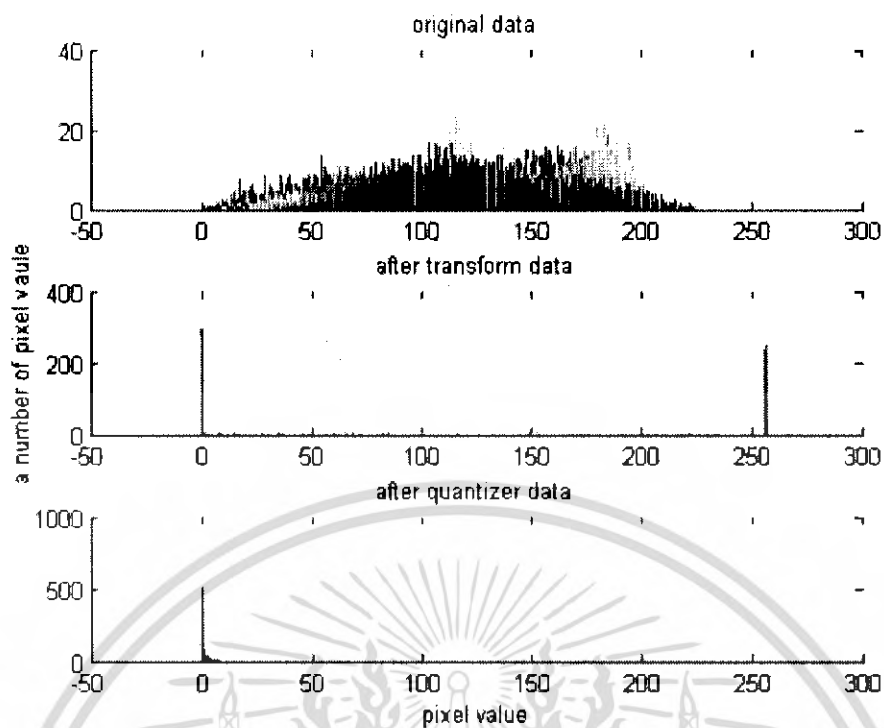 original data
40
20
0
-50 0 50 100 150 200 250 300
after transform data
400
200
0
-50 0 50 100 150 200 250 300
a number of pixel vaule
after quantizer data
1000
500
0
-50 0 50 100 150 200 250 300
pixel value